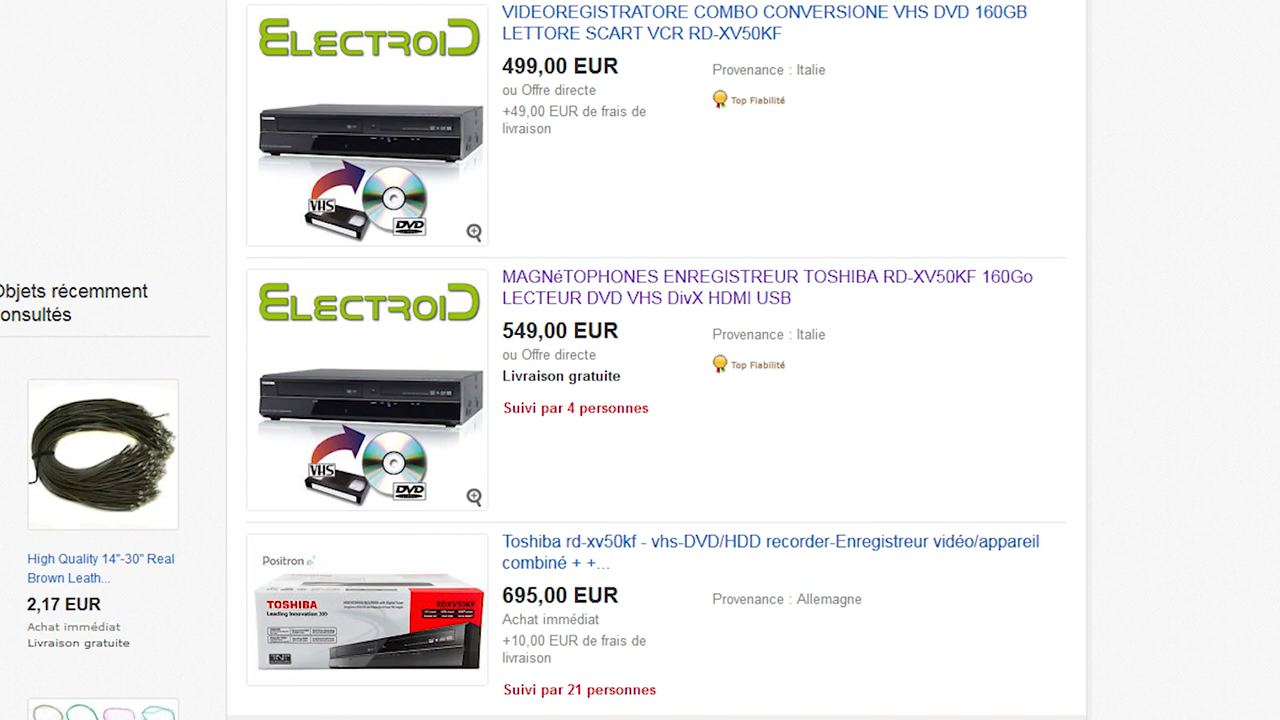 ELECTROID
VHS
DVD
VIDEOREGISTRATORE COMBO CONVERSIONE VHS DVD 160GB
LETTORE SCART VCR RD-XV50KF
499,00 EUR
ou Offre directe
+49,00 EUR de frais de
livraison
Provenance : Italie
Top Fiabilité
ELECTROID
VHS
DVD
MAGNéTOPHONES ENREGISTREUR TOSHIBA RD-XV50KF 160Go
LECTEUR DVD VHS DivX HDMI USB
549,00 EUR
ou Offre directe
Livraison gratuite
Suivi par 4 personnes
Provenance : Italie
Top Fiabilité
Positron
TOSHIBA
Leading Innovation >>>
RDXV50KF
TNT
Toshiba rd-xv50kf - vhs-DVD/HDD recorder-Enregistreur vidéo/appareil
combiné + +...
695,00 EUR
Achat immédiat
+10,00 EUR de frais de
livraison
Suivi par 21 personnes
Provenance : Allemagne
Objets récemment
onsultés
High Quality 14"-30" Real
Brown Leath...
2,17 EUR
Achat immédiat
Livraison gratuite